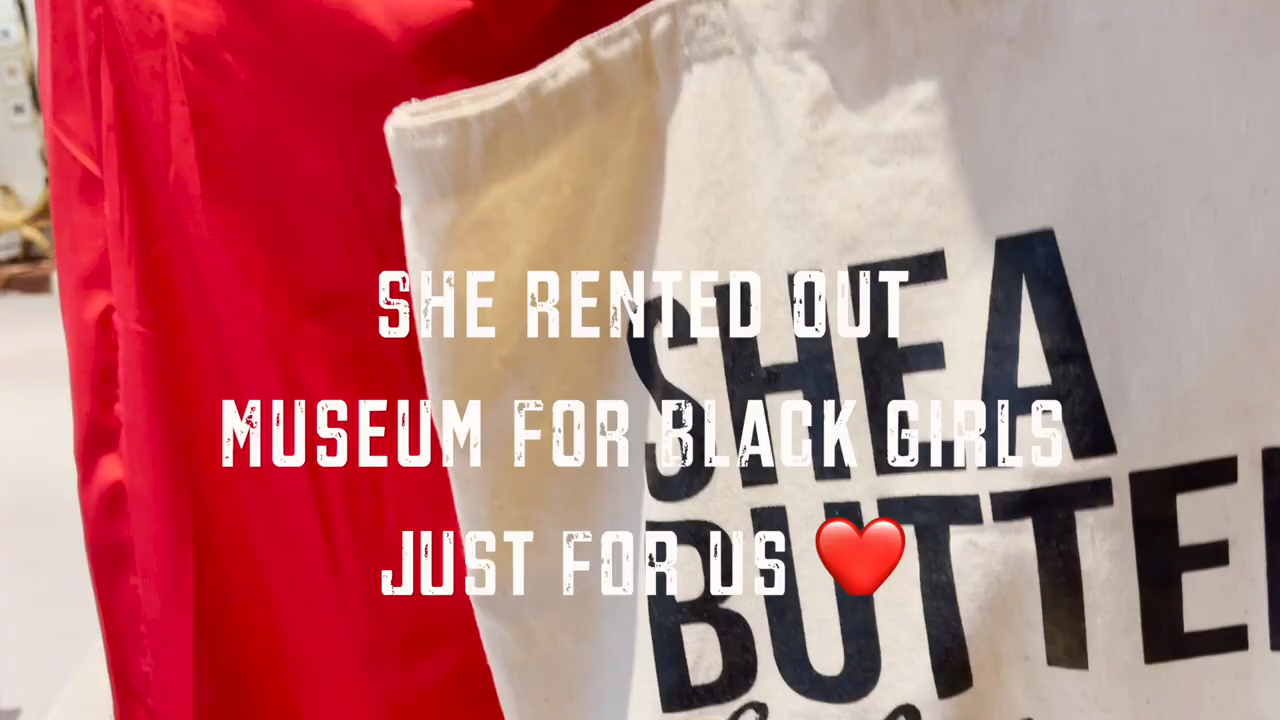 SHE RENTED OUT
MUSEUM FOR BLACK GIRLS
JUST FOR US ❤️
SHEA
BUTTE